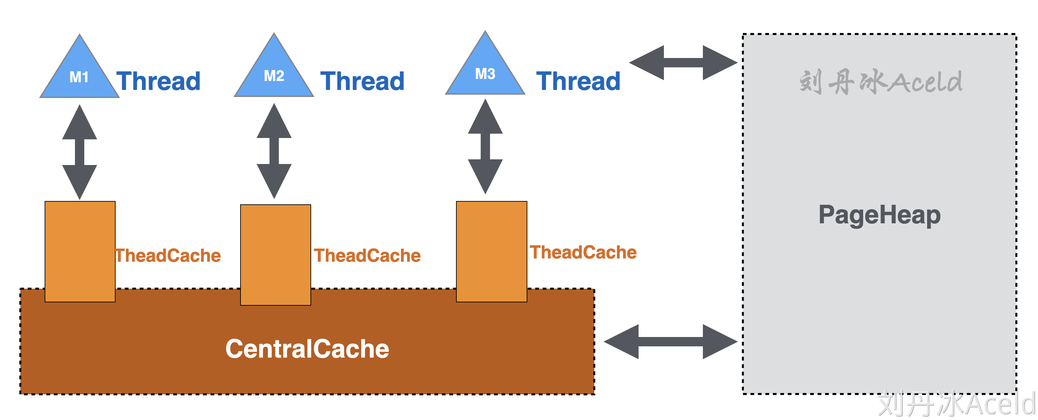 M1 Thread
M2 Thread
M3 Thread
刘丹冰Aceld
PageHeap
TheadCache
TheadCache
TheadCache
CentralCache
刘丹冰Aceld